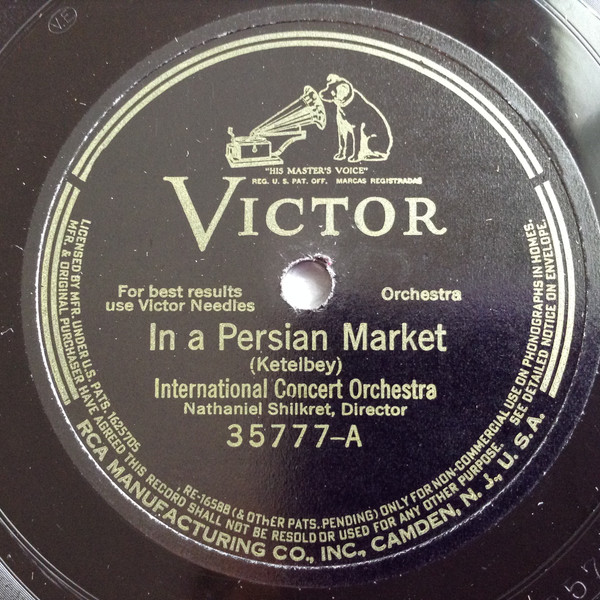 VE
"HIS MASTER'S VOICE"
REG. U. S. PAT. OFF. MARCAS REGISTRADAS
VICTOR
For best results
use Victor Needles
Orchestra
In a Persian Market
(Ketelbey)
International Concert Orchestra
Nathaniel Shilkret, Director
35777-A
LICENSED BY MFR. UNDER U.S. PATS. 1625705, RE-16588 (& OTHER PATS. PENDING) ONLY FOR NON-COMMERCIAL USE ON PHONOGRAPHS IN HOMES.
MFR. & ORIGINAL PURCHASER HAVE AGREED THIS RECORD SHALL NOT BE RESOLD OR USED FOR ANY OTHER PURPOSE. SEE DETAILED NOTICE ON ENVELOPE.
RCA MANUFACTURING CO., INC., CAMDEN, N. J., U. S. A.